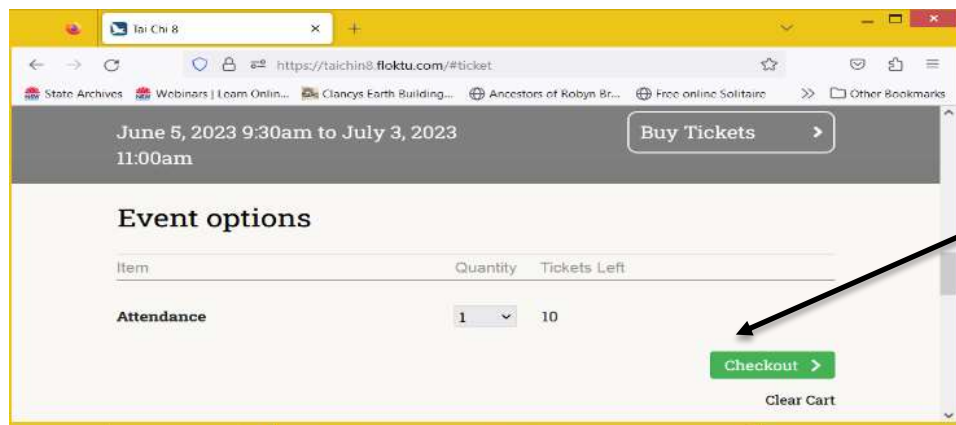 Tai Chi 8
https://taichin8.floktu.com/#ticket
State Archives Webinars | Learn Onlin... Clancys Earth Building... Ancestors of Robyn Br... Free online Solitaire Other Bookmarks
June 5, 2023 9:30am to July 3, 2023
11:00am
Buy Tickets
Event options
Item Quantity Tickets Left
Attendance 1 10
Checkout
Clear Cart